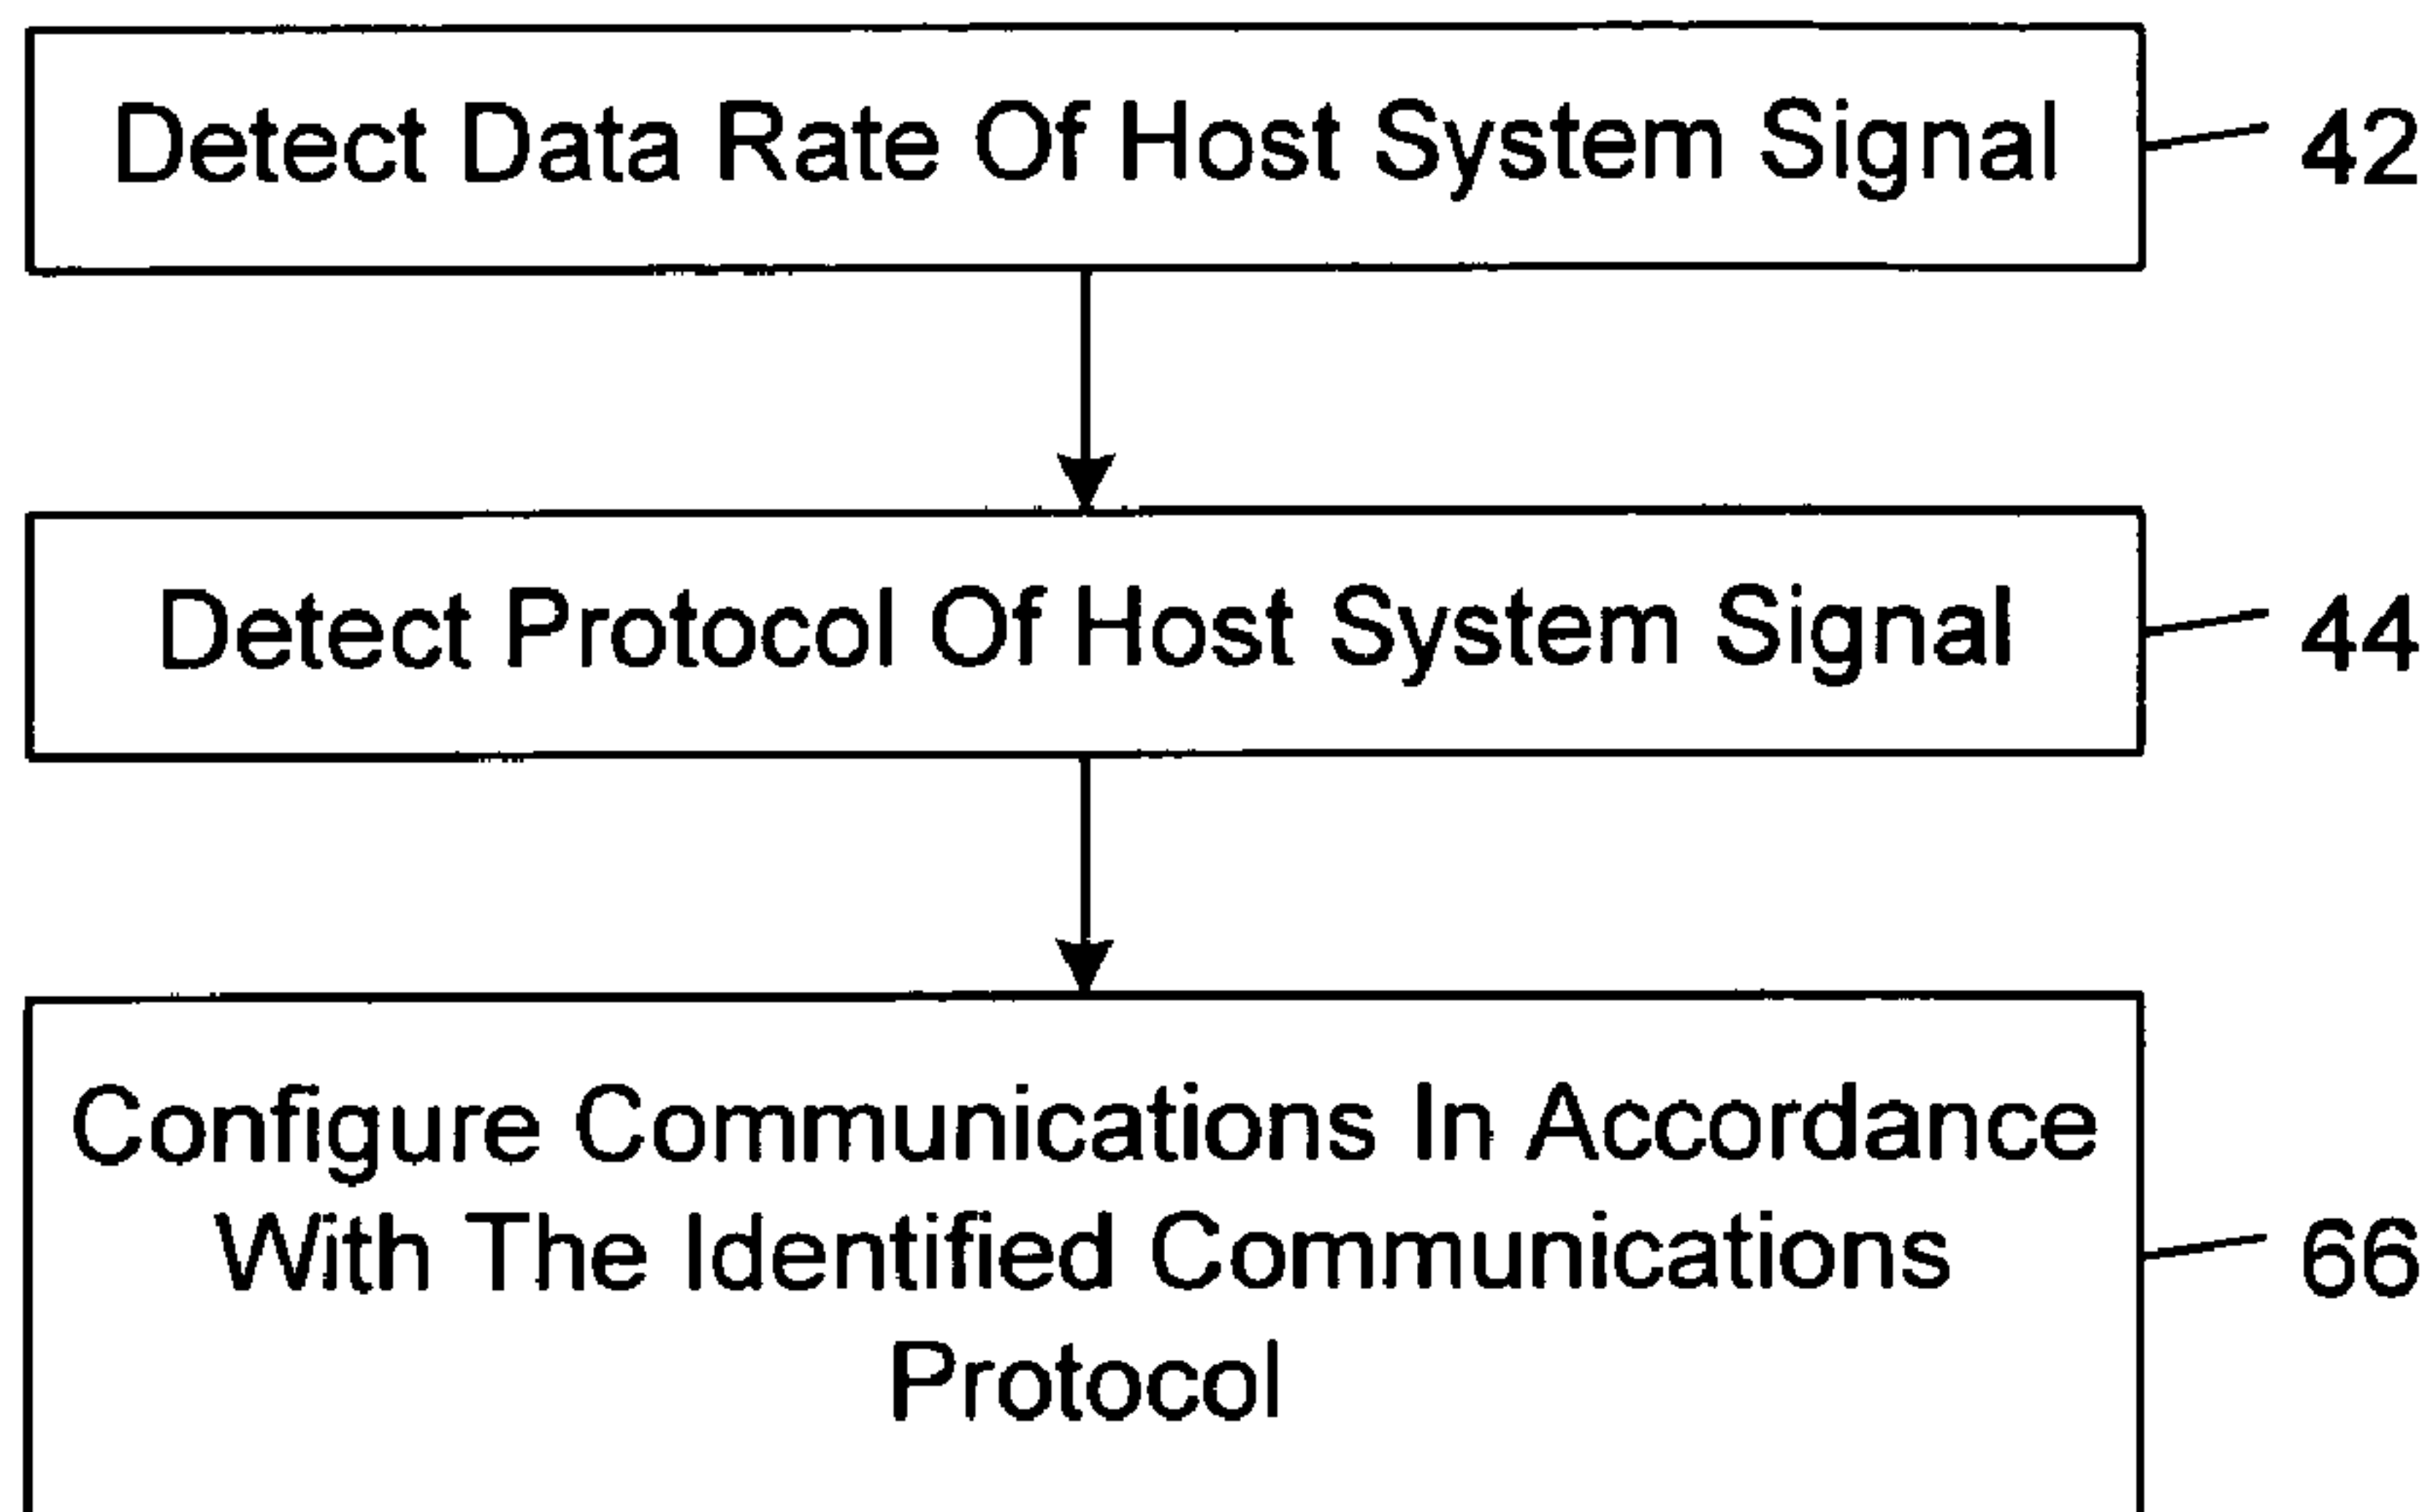 Detect Data Rate Of Host System Signal
42
Detect Protocol Of Host System Signal
44
Configure Communications In Accordance
With The Identified Communications
66
Protocol